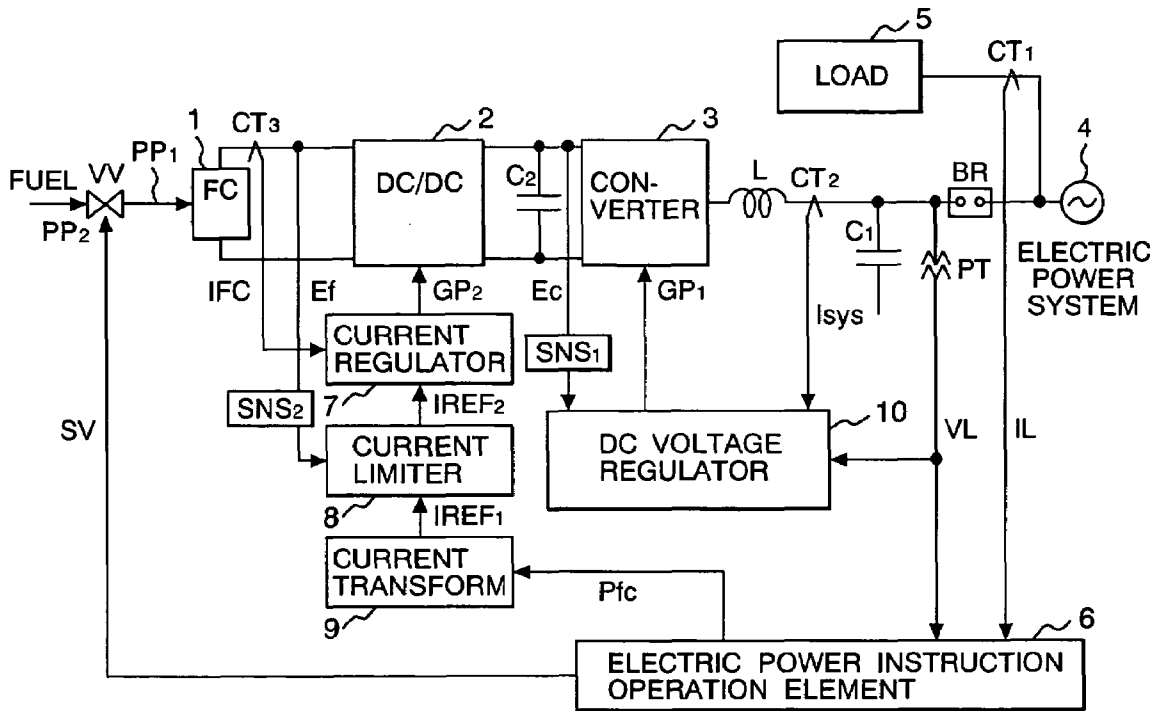 5
LOAD
CT1
1
CT3
2
3
4
VV
PP1
FUEL
PP2
FC
DC/DC
C2
CON-
VERTER
L
CT2
BR
C1
PT
ELECTRIC
POWER
SYSTEM
IFC
Ef
GP2
Ec
GP1
Isys
CURRENT
REGULATOR
7
SNS1
SNS2
IREF2
SV
CURRENT
LIMITER
8
DC VOLTAGE
REGULATOR
10
VL
IL
IREF1
CURRENT
TRANSFORM
9
Pfc
6
ELECTRIC POWER INSTRUCTION
OPERATION ELEMENT